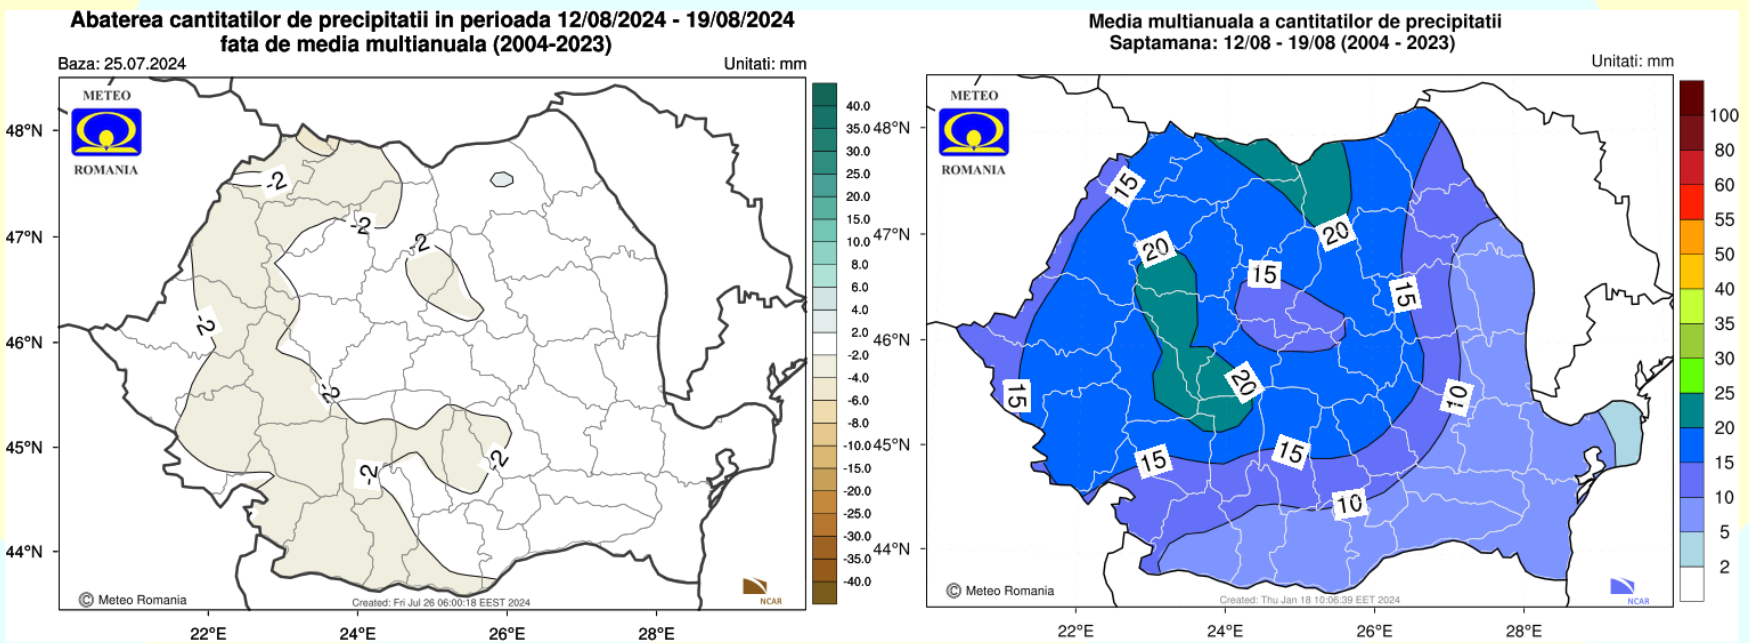 Abaterea cantitatilor de precipitatii in perioada 12/08/2024 - 19/08/2024
fata de media multianuala (2004-2023)
Baza: 25.07.2024
Unitati: mm
METEO
ROMANIA
48°N
47°N
46°N
45°N
44°N
-2
-2
-2
-2
-2
-2
-2
40.0
35.0
30.0
25.0
20.0
15.0
10.0
8.0
6.0
4.0
2.0
-2.0
-4.0
-6.0
-8.0
-10.0
-15.0
-20.0
-25.0
-30.0
-35.0
-40.0
© Meteo Romania
Created: Fri Jul 26 06:00:18 EEST 2024
NCAR
22°E
24°E
26°E
28°E
Media multianuala a cantitatilor de precipitatii
Saptamana: 12/08 - 19/08 (2004 - 2023)
Unitati: mm
METEO
ROMANIA
48°N
47°N
46°N
45°N
44°N
15
20
20
15
15
15
20
10
15
15
10
100
80
60
55
50
40
35
30
25
20
15
10
5
2
© Meteo Romania
Created: Thu Jan 18 10:06:39 EET 2024
NCAR
22°E
24°E
26°E
28°E